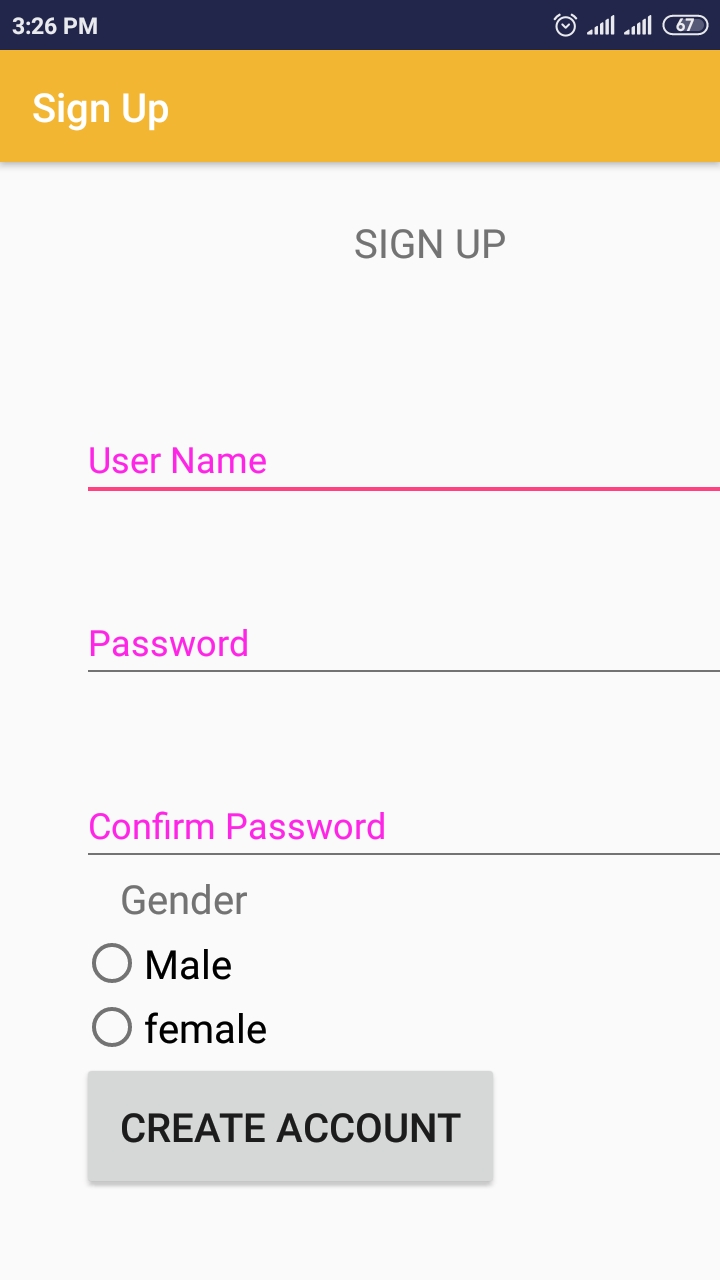 3:26 PM 67
Sign Up
SIGN UP
User Name
Password
Confirm Password
Gender
Male
female
CREATE ACCOUNT